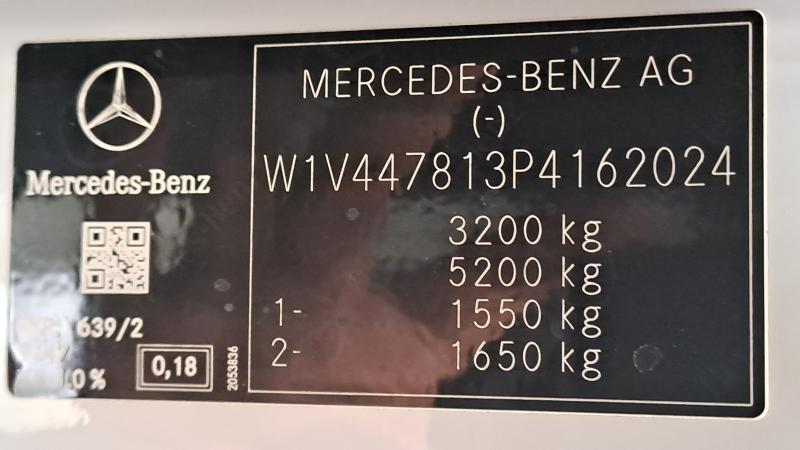 Mercedes-Benz
639/2
0 %
0,18
2053836
MERCEDES-BENZ AG
(-)
W1V447813P4162024
3200 kg
5200 kg
1- 1550 kg
2- 1650 kg